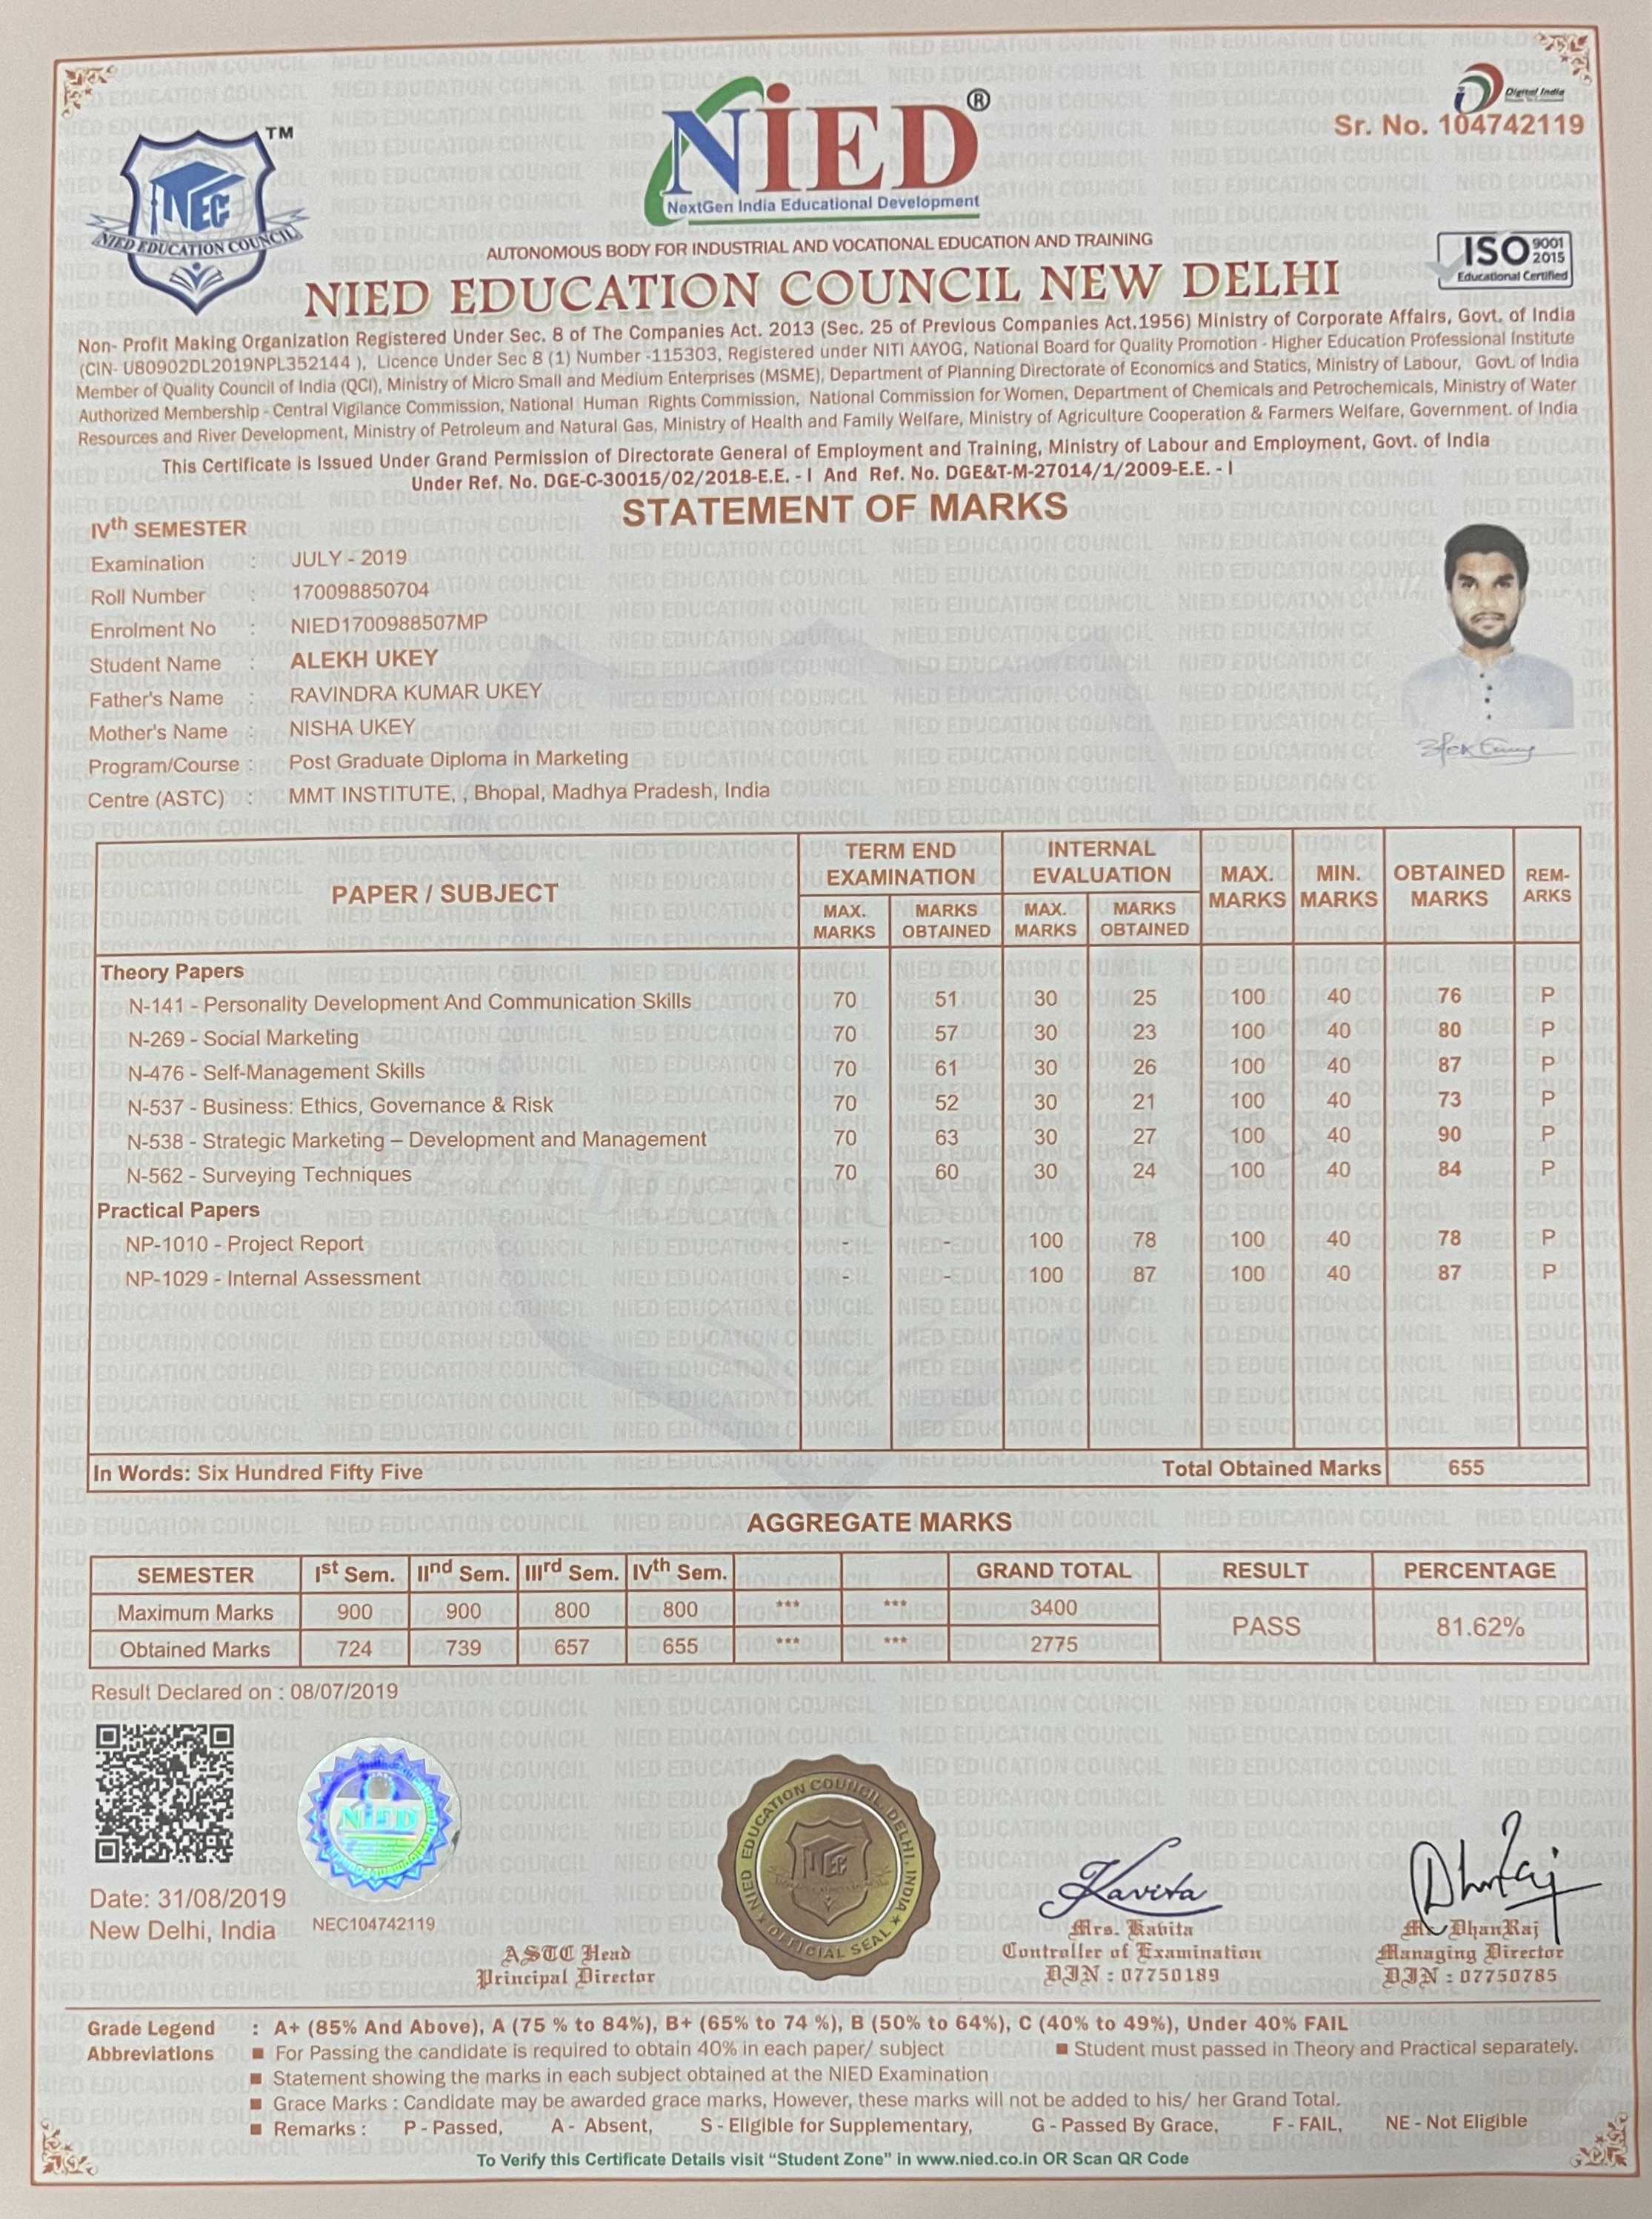 NEC
TM
NIED EDUCATION COUNCIL
NiED®
NextGen India Educational Development
Digital India
Sr. No. 104742119
AUTONOMOUS BODY FOR INDUSTRIAL AND VOCATIONAL EDUCATION AND TRAINING
ISO 9001 2015
Educational Certified
NIED EDUCATION COUNCIL NEW DELHI
Non- Profit Making Organization Registered Under Sec. 8 of The Companies Act. 2013 (Sec. 25 of Previous Companies Act.1956) Ministry of Corporate Affairs, Govt. of India
(CIN- U80902DL2019NPL352144 ), Licence Under Sec 8 (1) Number -115303, Registered under NITI AAYOG, National Board for Quality Promotion - Higher Education Professional Institute
Member of Quality Council of India (QCI), Ministry of Micro Small and Medium Enterprises (MSME), Department of Planning Directorate of Economics and Statics, Ministry of Labour, Govt. of India
Authorized Membership - Central Vigilance Commission, National Human Rights Commission, National Commission for Women, Department of Chemicals and Petrochemicals, Ministry of Water
Resources and River Development, Ministry of Petroleum and Natural Gas, Ministry of Health and Family Welfare, Ministry of Agriculture Cooperation & Farmers Welfare, Government. of India
This Certificate is Issued Under Grand Permission of Directorate General of Employment and Training, Ministry of Labour and Employment, Govt. of India
Under Ref. No. DGE-C-30015/02/2018-E.E. - I And Ref. No. DGE&T-M-27014/1/2009-E.E. - I
STATEMENT OF MARKS
IVth SEMESTER
Examination : JULY - 2019
Roll Number : 170098850704
Enrolment No : NIED1700988507MP
Student Name : ALEKH UKEY
Father's Name : RAVINDRA KUMAR UKEY
Mother's Name : NISHA UKEY
Program/Course : Post Graduate Diploma in Marketing
Centre (ASTC) : MMT INSTITUTE, , Bhopal, Madhya Pradesh, India
PAPER / SUBJECT TERM END EXAMINATION INTERNAL EVALUATION MAX. MARKS MIN. MARKS OBTAINED MARKS REM-ARKS
MAX. MARKS MARKS OBTAINED MAX. MARKS MARKS OBTAINED
Theory Papers
N-141 - Personality Development And Communication Skills 70 51 30 25 100 40 76 P
N-269 - Social Marketing 70 57 30 23 100 40 80 P
N-476 - Self-Management Skills 70 61 30 26 100 40 87 P
N-537 - Business: Ethics, Governance & Risk 70 52 30 21 100 40 73 P
N-538 - Strategic Marketing – Development and Management 70 63 30 27 100 40 90 P
N-562 - Surveying Techniques 70 60 30 24 100 40 84 P
Practical Papers
NP-1010 - Project Report - - 100 78 100 40 78 P
NP-1029 - Internal Assessment - - 100 87 100 40 87 P
In Words: Six Hundred Fifty Five Total Obtained Marks 655
AGGREGATE MARKS
SEMESTER Ist Sem. IInd Sem. IIIrd Sem. IVth Sem. GRAND TOTAL RESULT PERCENTAGE
Maximum Marks 900 900 800 800 *** *** 3400 PASS 81.62%
Obtained Marks 724 739 657 655 *** *** 2775
Result Declared on : 08/07/2019
NiED
NIED EDUCATION COUNCIL, DELHI, INDIA
NEC
OFFICIAL SEAL
Kavita
DhanRaj
Date: 31/08/2019
New Delhi, India
NEC104742119
ASTC Head
Principal Director
Mrs. Kabita
Controller of Examination
DIN : 07750189
Mr. DhanRaj
Managing Director
DIN : 07750785
Grade Legend : A+ (85% And Above), A (75 % to 84%), B+ (65% to 74 %), B (50% to 64%), C (40% to 49%), Under 40% FAIL
Abbreviations ■ For Passing the candidate is required to obtain 40% in each paper/ subject ■ Student must passed in Theory and Practical separately.
■ Statement showing the marks in each subject obtained at the NIED Examination
■ Grace Marks : Candidate may be awarded grace marks, However, these marks will not be added to his/ her Grand Total.
■ Remarks : P - Passed, A - Absent, S - Eligible for Supplementary, G - Passed By Grace, F - FAIL, NE - Not Eligible
To Verify this Certificate Details visit “Student Zone” in www.nied.co.in OR Scan QR Code